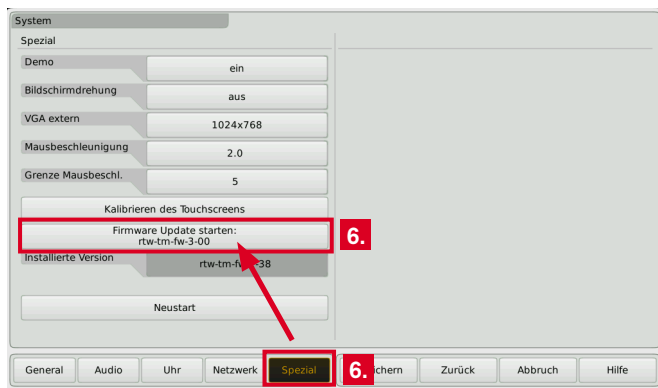 System
Spezial
Demo
ein
Bildschirmdrehung
aus
VGA extern
1024x768
Mausbeschleunigung
2.0
Grenze Mausbeschl.
5
Kalibrieren des Touchscreens
Firmware Update starten:
rtw-tm-fw-3-00
6.
Installierte Version
Neustart
General Audio Uhr Netzwerk Spezial 6. Zurück Abbruch Hilfe